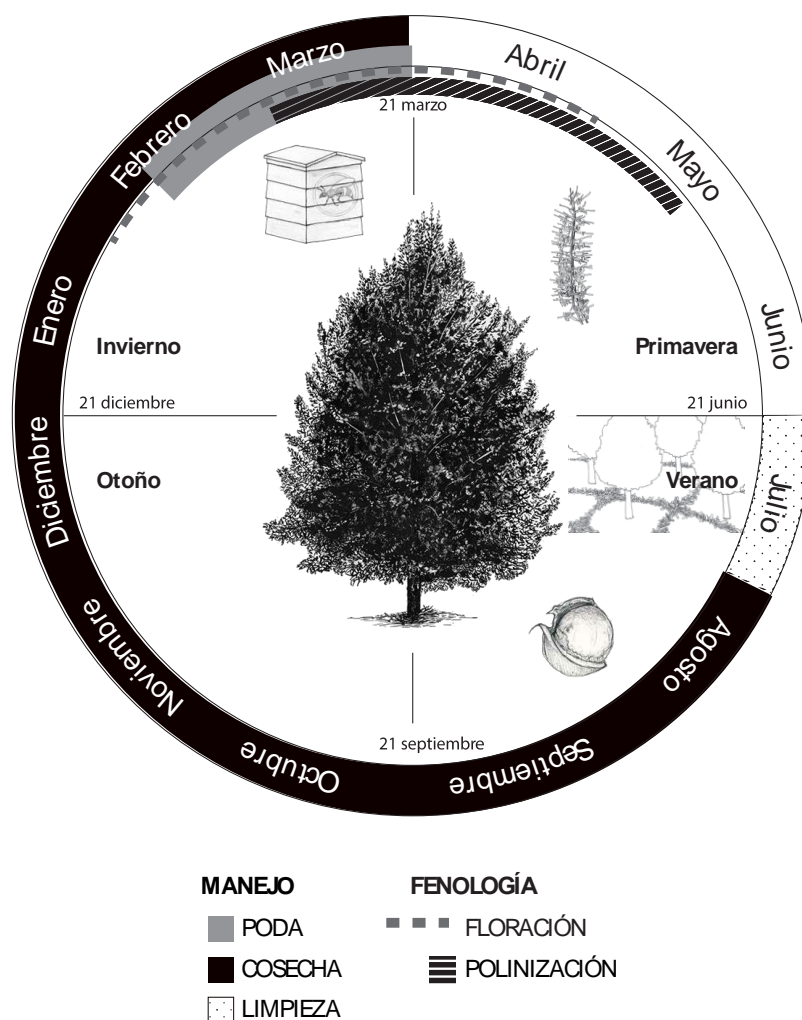 Marzo
Abril
Febrero
21 marzo
Mayo
Enero
Junio
Invierno
Primavera
21 diciembre
21 junio
Diciembre
Otoño
Verano
Julio
Noviembre
Agosto
21 septiembre
Octubre
Septiembre
MANEJO
FENOLOGÍA
PODA
FLORACIÓN
COSECHA
POLINIZACIÓN
LIMPIEZA